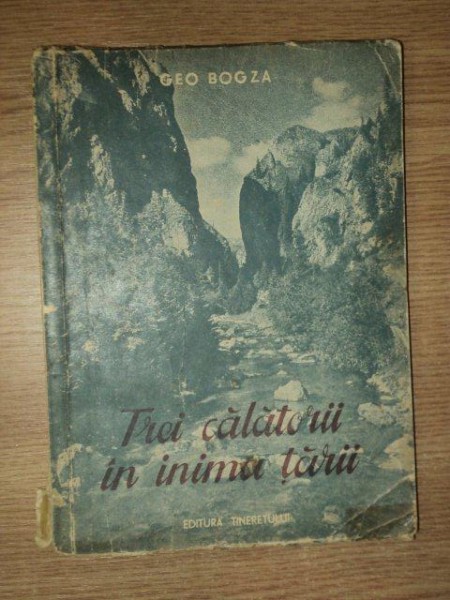 GEO BOGZA
Trei călătorii
în inima țării
EDITURA TINERETULUI